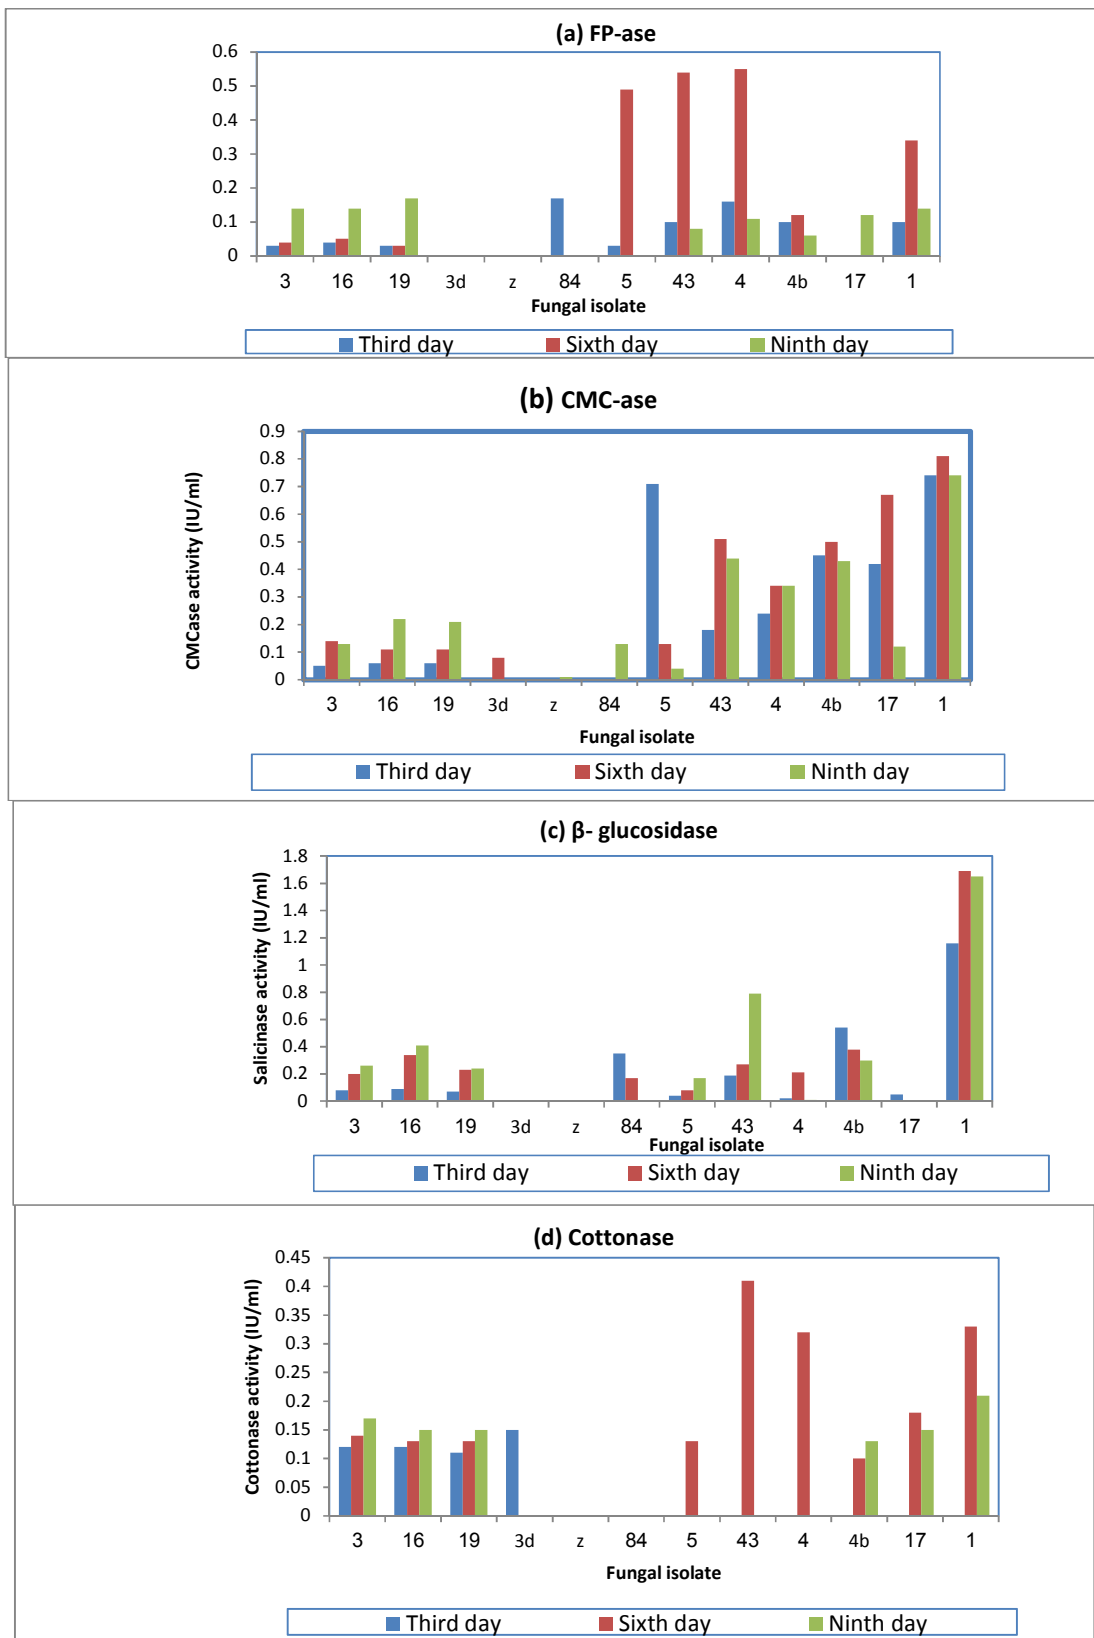 (a) FP-ase
0.6
0.5
0.4
0.3
0.2
0.1
0
3 16 19 3d z 84 5 43 4 4b 17 1
Fungal isolate
Third day Sixth day Ninth day
(b) CMC-ase
CMCase activity (IU/ml)
0.9
0.8
0.7
0.6
0.5
0.4
0.3
0.2
0.1
0
3 16 19 3d z 84 5 43 4 4b 17 1
Fungal isolate
Third day Sixth day Ninth day
(c) β- glucosidase
Salicinase activity (IU/ml)
1.8
1.6
1.4
1.2
1
0.8
0.6
0.4
0.2
0
3 16 19 3d z 84 5 43 4 4b 17 1
Fungal isolate
Third day Sixth day Ninth day
(d) Cottonase
Cottonase activity (IU/ml)
0.45
0.4
0.35
0.3
0.25
0.2
0.15
0.1
0.05
0
3 16 19 3d z 84 5 43 4 4b 17 1
Fungal isolate
Third day Sixth day Ninth day